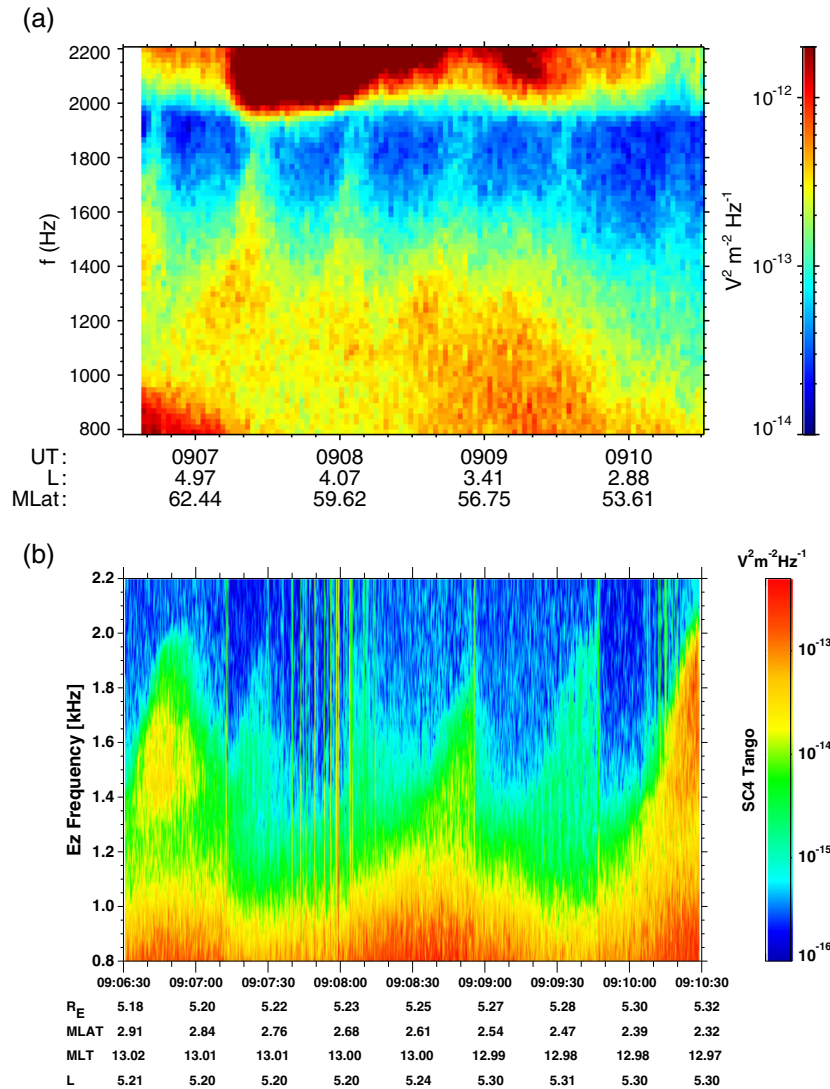 (a)
2200
2000
1800
1600
1400
1200
1000
800
f (Hz)
10⁻¹²
10⁻¹³
10⁻¹⁴
V² m⁻² Hz⁻¹
UT: 0907 0908 0909 0910
L: 4.97 4.07 3.41 2.88
MLat: 62.44 59.62 56.75 53.61
(b)
V²m⁻²Hz⁻¹
2.2
2.0
1.8
1.6
1.4
1.2
1.0
0.8
Ez Frequency [kHz]
10⁻¹³
10⁻¹⁴
10⁻¹⁵
10⁻¹⁶
SC4 Tango
09:06:30 09:07:00 09:07:30 09:08:00 09:08:30 09:09:00 09:09:30 09:10:00 09:10:30
R_E 5.18 5.20 5.22 5.23 5.25 5.27 5.28 5.30 5.32
MLAT 2.91 2.84 2.76 2.68 2.61 2.54 2.47 2.39 2.32
MLT 13.02 13.01 13.01 13.00 13.00 12.99 12.98 12.98 12.97
L 5.21 5.20 5.20 5.20 5.24 5.30 5.31 5.30 5.30